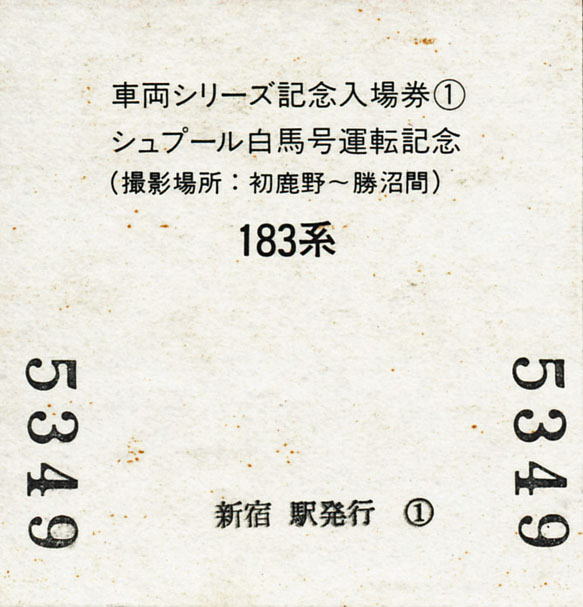 車両シリーズ記念入場券①
シュプール白馬号運転記念
(撮影場所：初鹿野～勝沼間)
183系
5349
5349
新宿 駅発行 ①